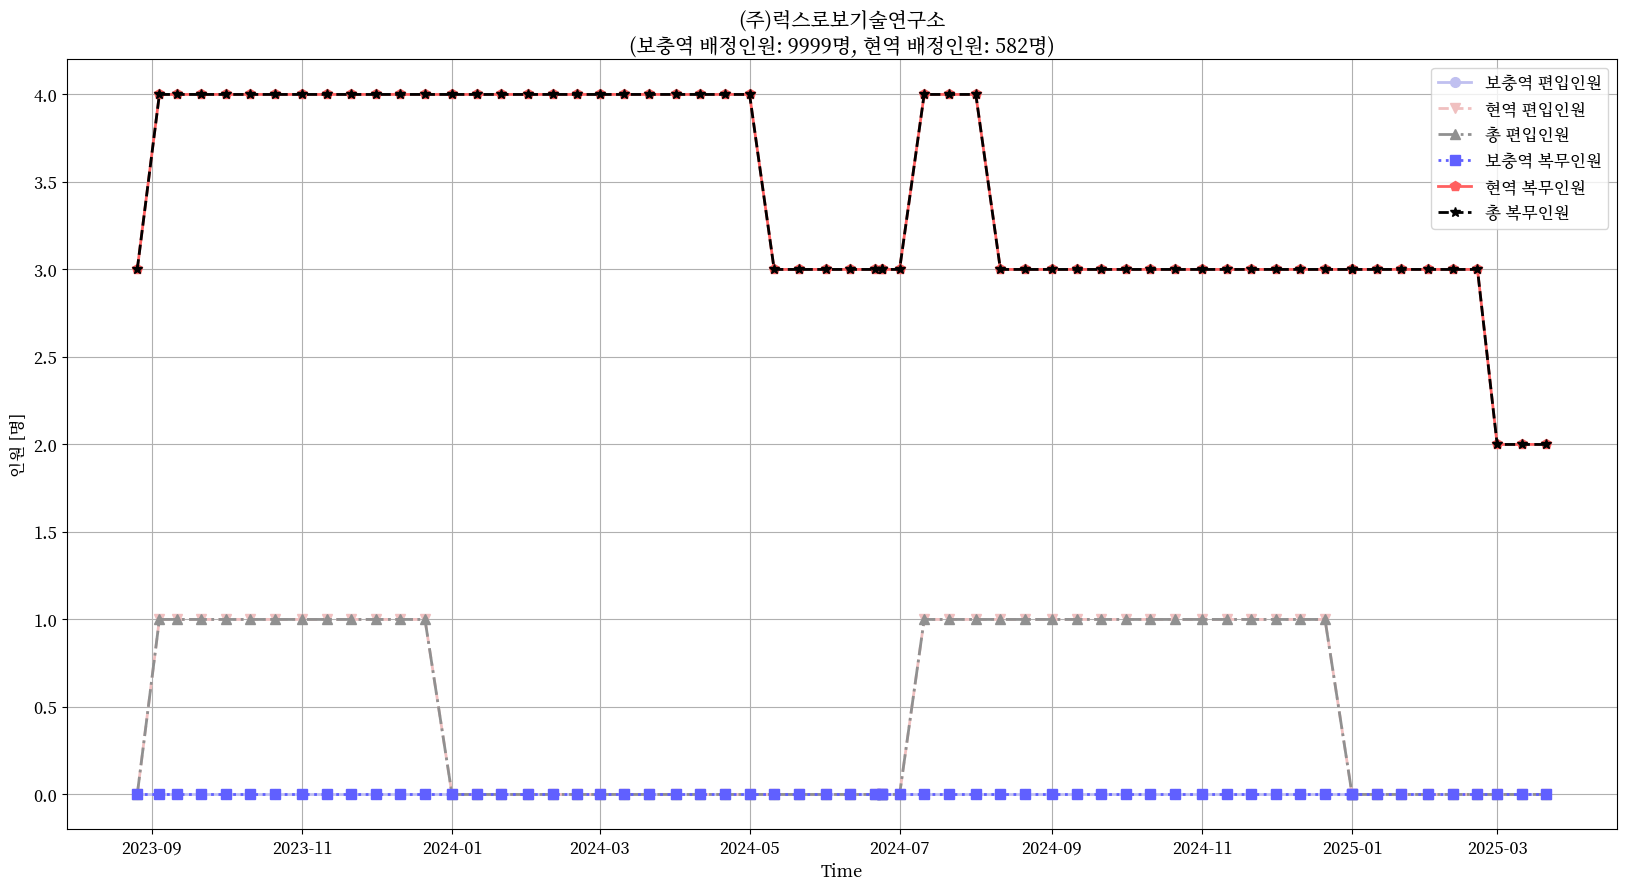 (주)럭스로보기술연구소
(보충역 배정인원: 9999명, 현역 배정인원: 582명)
보충역 편입인원
현역 편입인원
총 편입인원
보충역 복무인원
현역 복무인원
총 복무인원
4.0
3.5
3.0
2.5
2.0
1.5
1.0
0.5
0.0
인원 [명]
2023-09 2023-11 2024-01 2024-03 2024-05 2024-07 2024-09 2024-11 2025-01 2025-03
Time